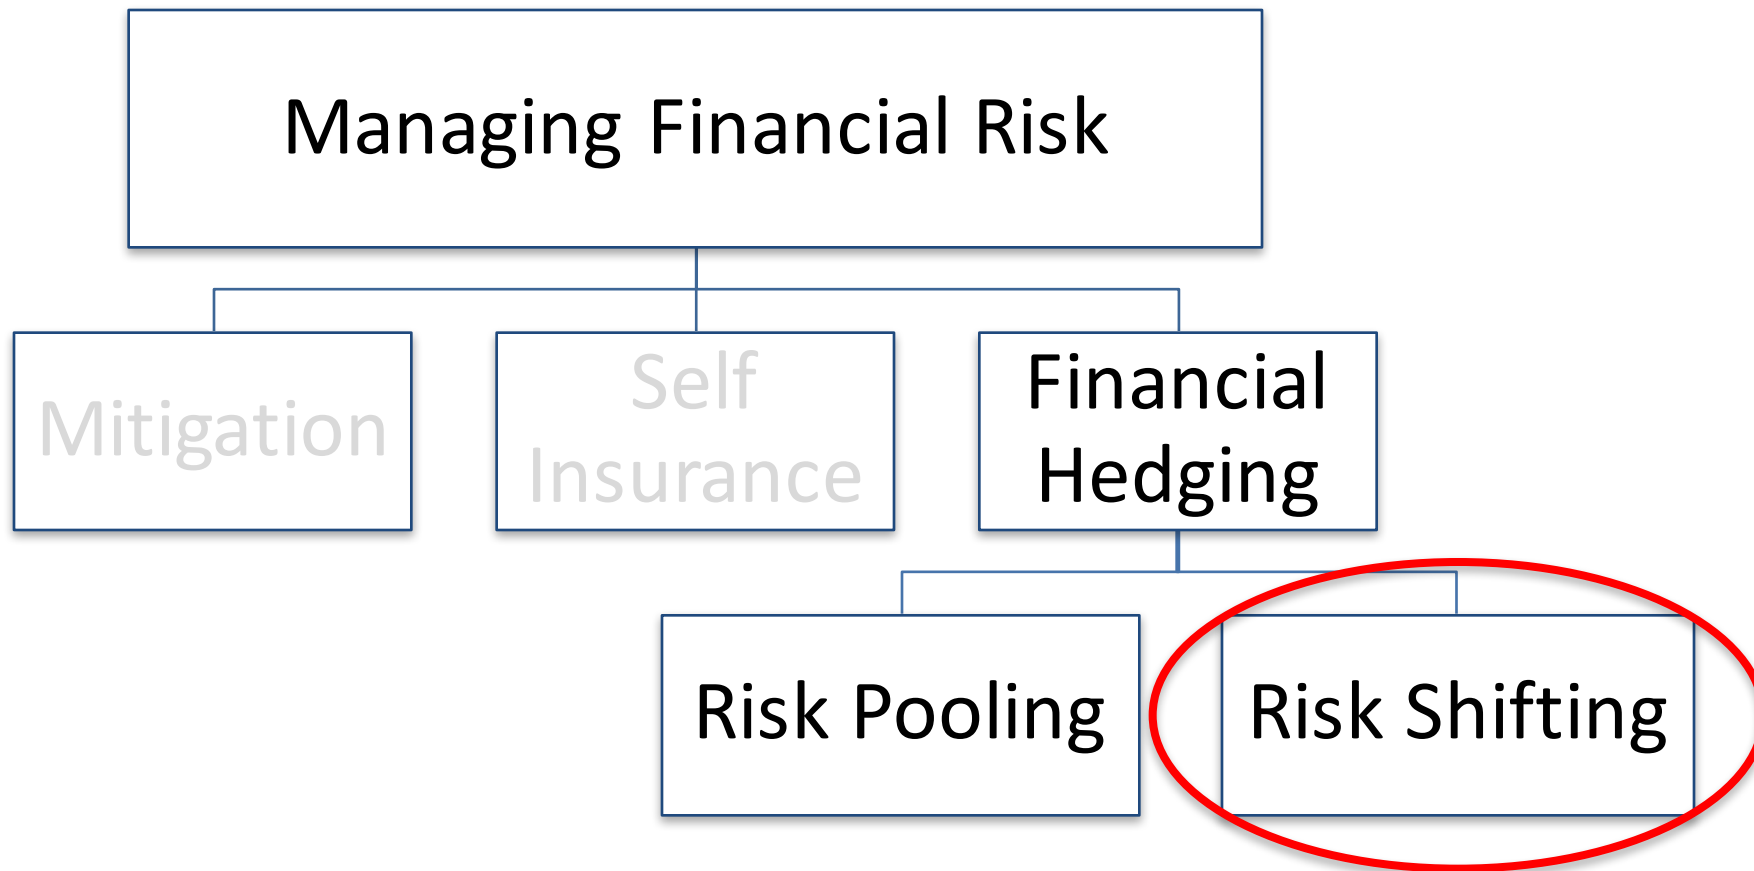 Managing Financial Risk
Mitigation
Self
Insurance
Financial
Hedging
Risk Pooling
Risk Shifting